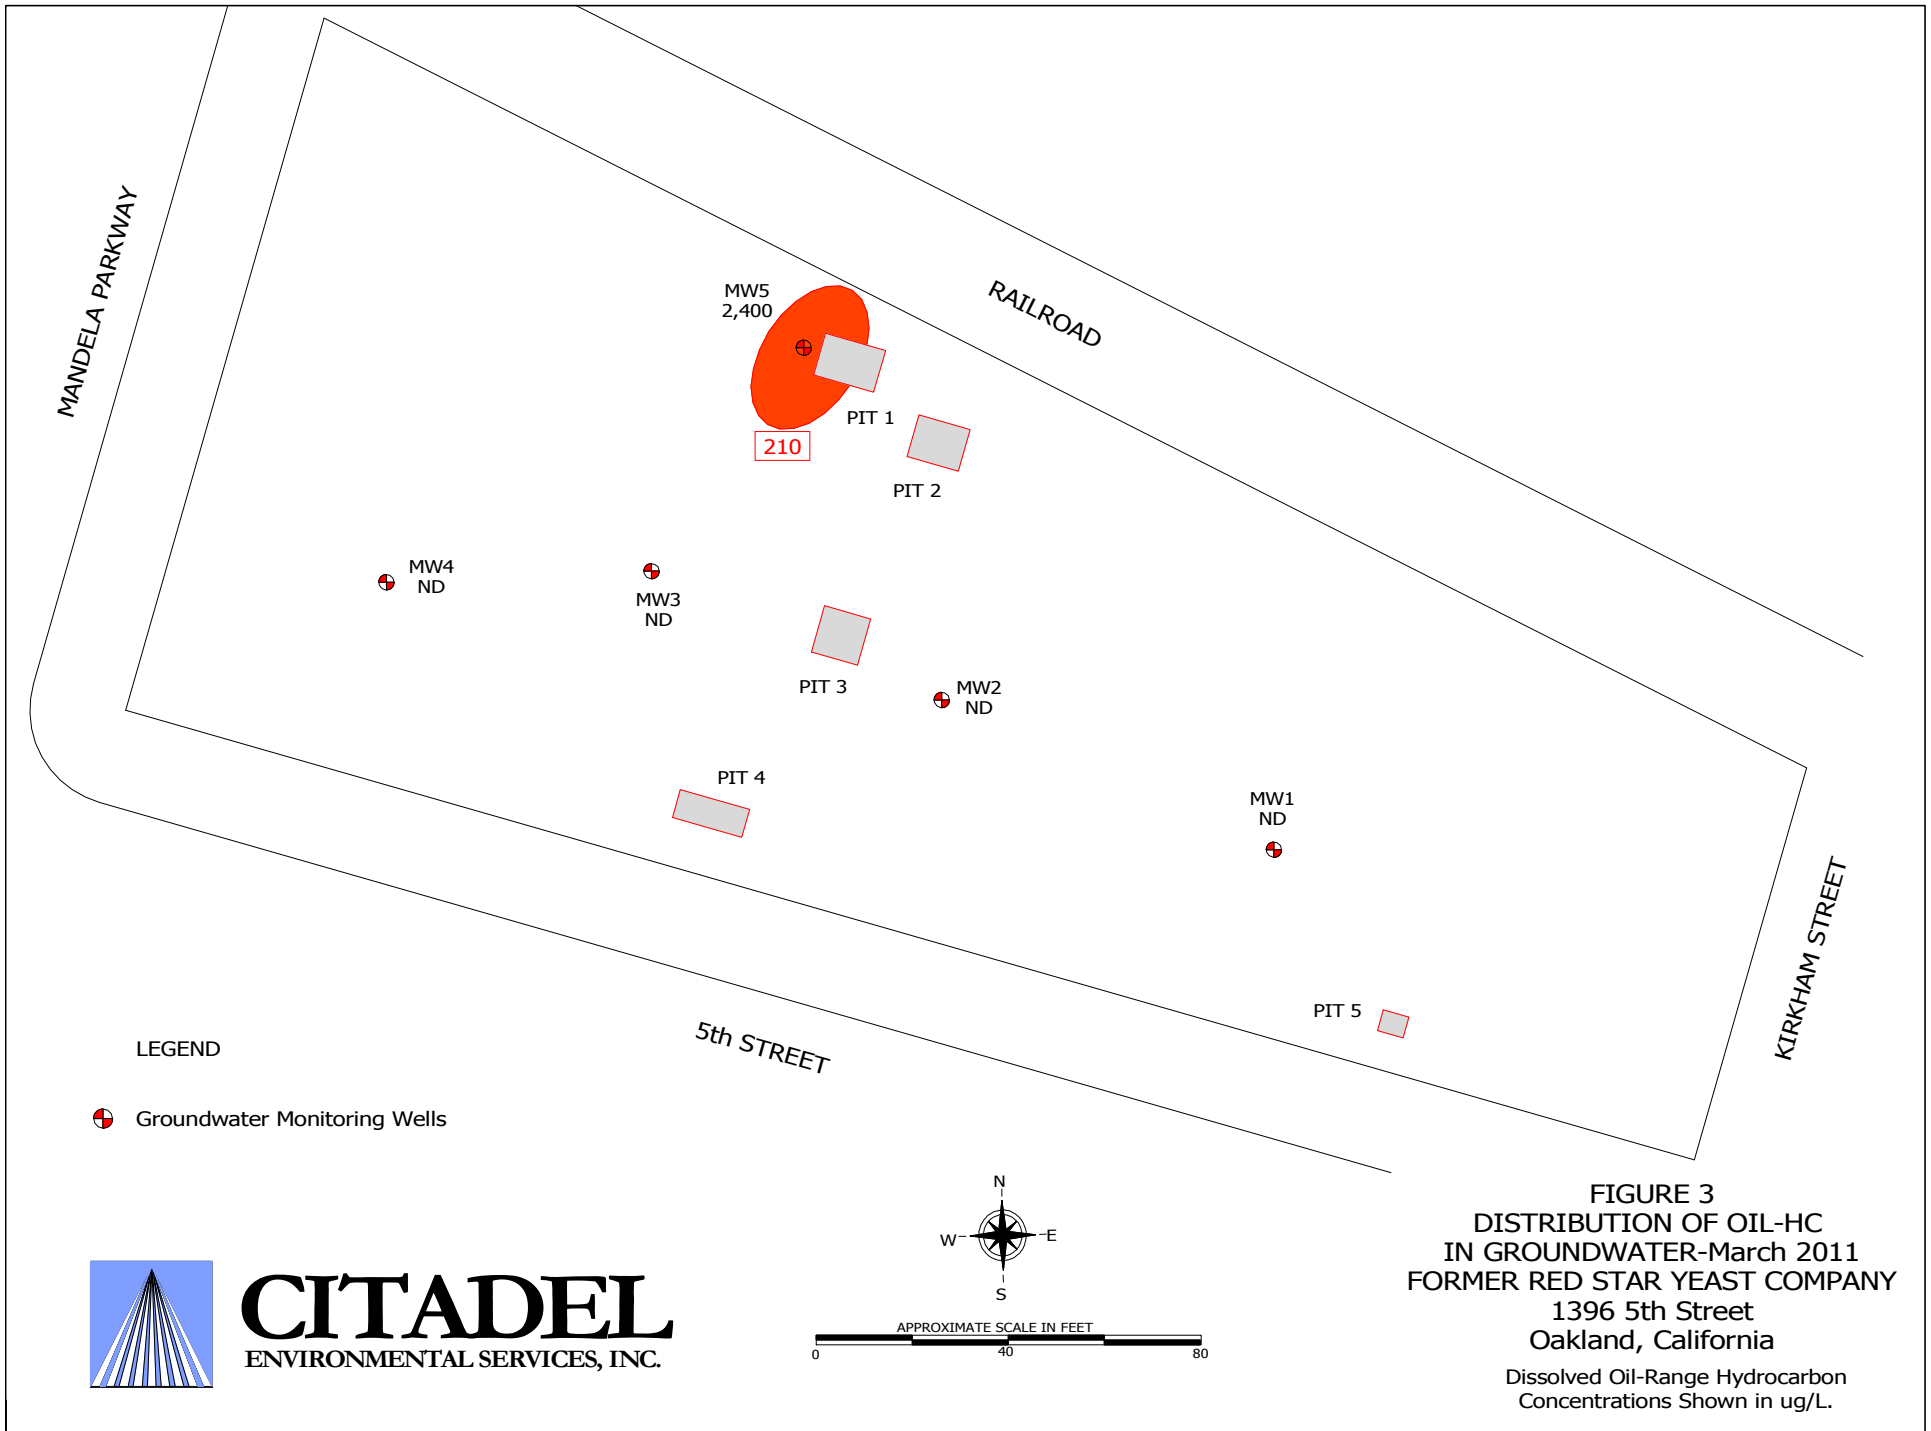 MANDELA PARKWAY
RAILROAD
MW5
2,400
PIT 1
210
PIT 2
MW4
ND
MW3
ND
PIT 3
MW2
ND
PIT 4
MW1
ND
PIT 5
KIRKHAM STREET
5th STREET
LEGEND
Groundwater Monitoring Wells
N
W
E
S
APPROXIMATE SCALE IN FEET
0 40 80
CITADEL
ENVIRONMENTAL SERVICES, INC.
FIGURE 3
DISTRIBUTION OF OIL-HC
IN GROUNDWATER-March 2011
FORMER RED STAR YEAST COMPANY
1396 5th Street
Oakland, California
Dissolved Oil-Range Hydrocarbon
Concentrations Shown in ug/L.